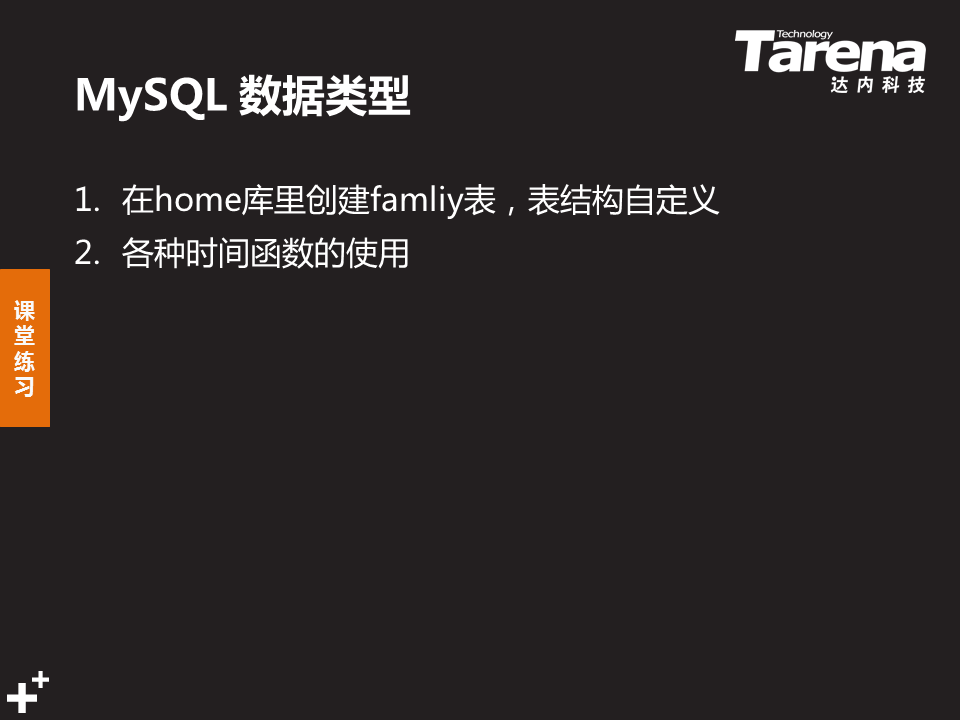 Technology
Tarena
达内科技
MySQL 数据类型
1. 在home库里创建famliy表，表结构自定义
2. 各种时间函数的使用
课
堂
练
习